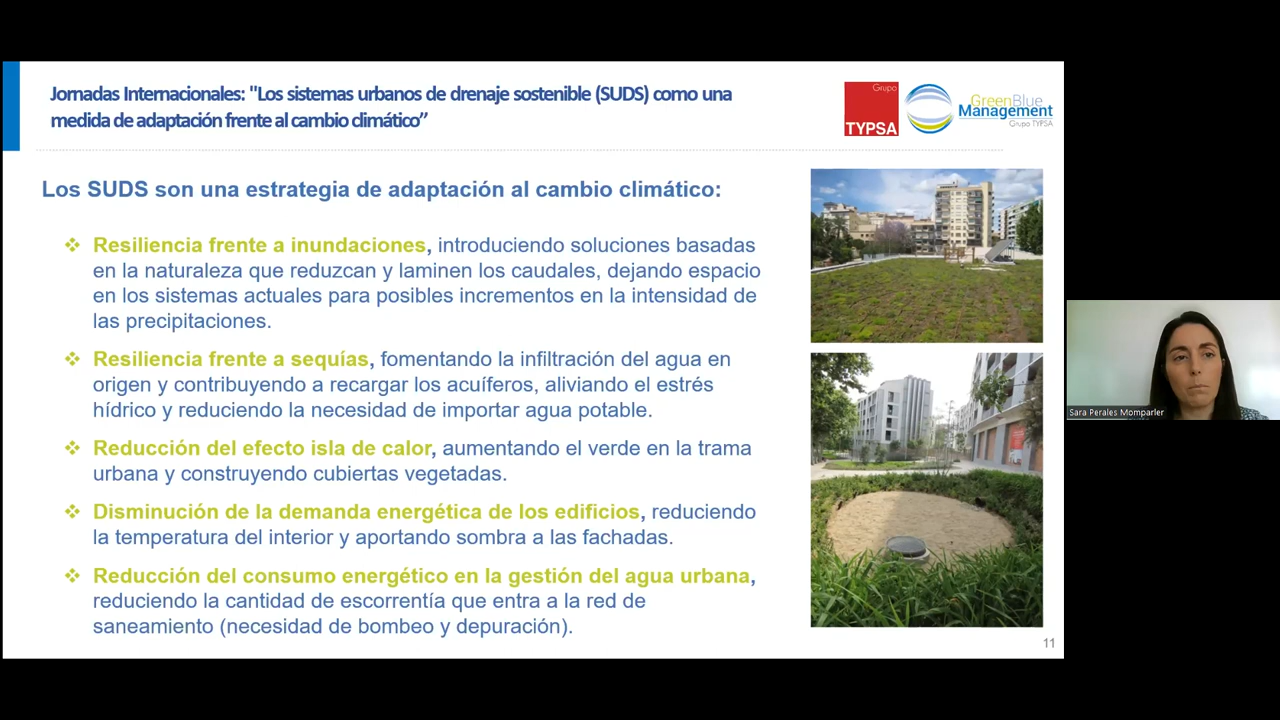 Jornadas Internacionales: "Los sistemas urbanos de drenaje sostenible (SUDS) como una
medida de adaptación frente al cambio climático”
Grupo
TYPSA
GreenBlue
Management
Grupo TYPSA
Los SUDS son una estrategia de adaptación al cambio climático:
❖ Resiliencia frente a inundaciones, introduciendo soluciones basadas
en la naturaleza que reduzcan y laminen los caudales, dejando espacio
en los sistemas actuales para posibles incrementos en la intensidad de
las precipitaciones.
❖ Resiliencia frente a sequías, fomentando la infiltración del agua en
origen y contribuyendo a recargar los acuíferos, aliviando el estrés
hídrico y reduciendo la necesidad de importar agua potable.
❖ Reducción del efecto isla de calor, aumentando el verde en la trama
urbana y construyendo cubiertas vegetadas.
❖ Disminución de la demanda energética de los edificios, reduciendo
la temperatura del interior y aportando sombra a las fachadas.
❖ Reducción del consumo energético en la gestión del agua urbana,
reduciendo la cantidad de escorrentía que entra a la red de
saneamiento (necesidad de bombeo y depuración).
11
Sara Perales Momparler